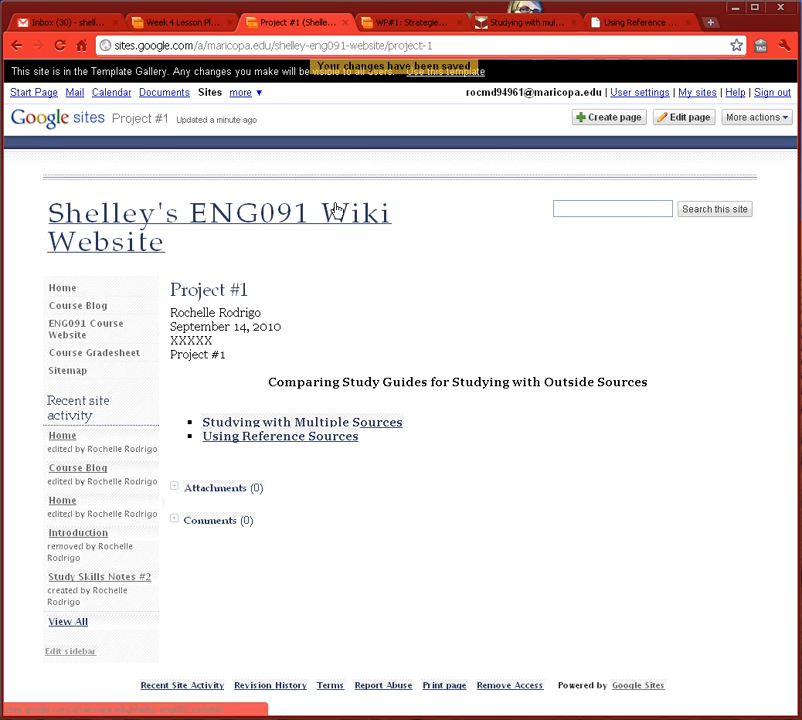 Inbox (30) - shell...
Week 4 Lesson Pl...
Project #1 (Shelle...
WP#1: Strategie...
Studying with mul...
Using Reference ...
sites.google.com/a/maricopa.edu/shelley-eng091-website/project-1
This site is in the Template Gallery. Any changes you make will be visible to all users. Use this template
Your changes have been saved
Start Page Mail Calendar Documents Sites more ▼
rocmd94961@maricopa.edu | User settings | My sites | Help | Sign out
Google sites Project #1 Updated a minute ago
Create page Edit page More actions
Shelley's ENG091 Wiki
Website
Search this site
Home
Course Blog
ENG091 Course
Website
Course Gradesheet
Sitemap
Recent site
activity
Home
edited by Rochelle Rodrigo
Course Blog
edited by Rochelle Rodrigo
Home
edited by Rochelle Rodrigo
Introduction
removed by Rochelle
Rodrigo
Study Skills Notes #2
created by Rochelle
Rodrigo
View All
Edit sidebar
Project #1
Rochelle Rodrigo
September 14, 2010
XXXXX
Project #1
Comparing Study Guides for Studying with Outside Sources
Studying with Multiple Sources
Using Reference Sources
Attachments (0)
Comments (0)
Recent Site Activity | Revision History | Terms | Report Abuse | Print page | Remove Access | Powered by Google Sites